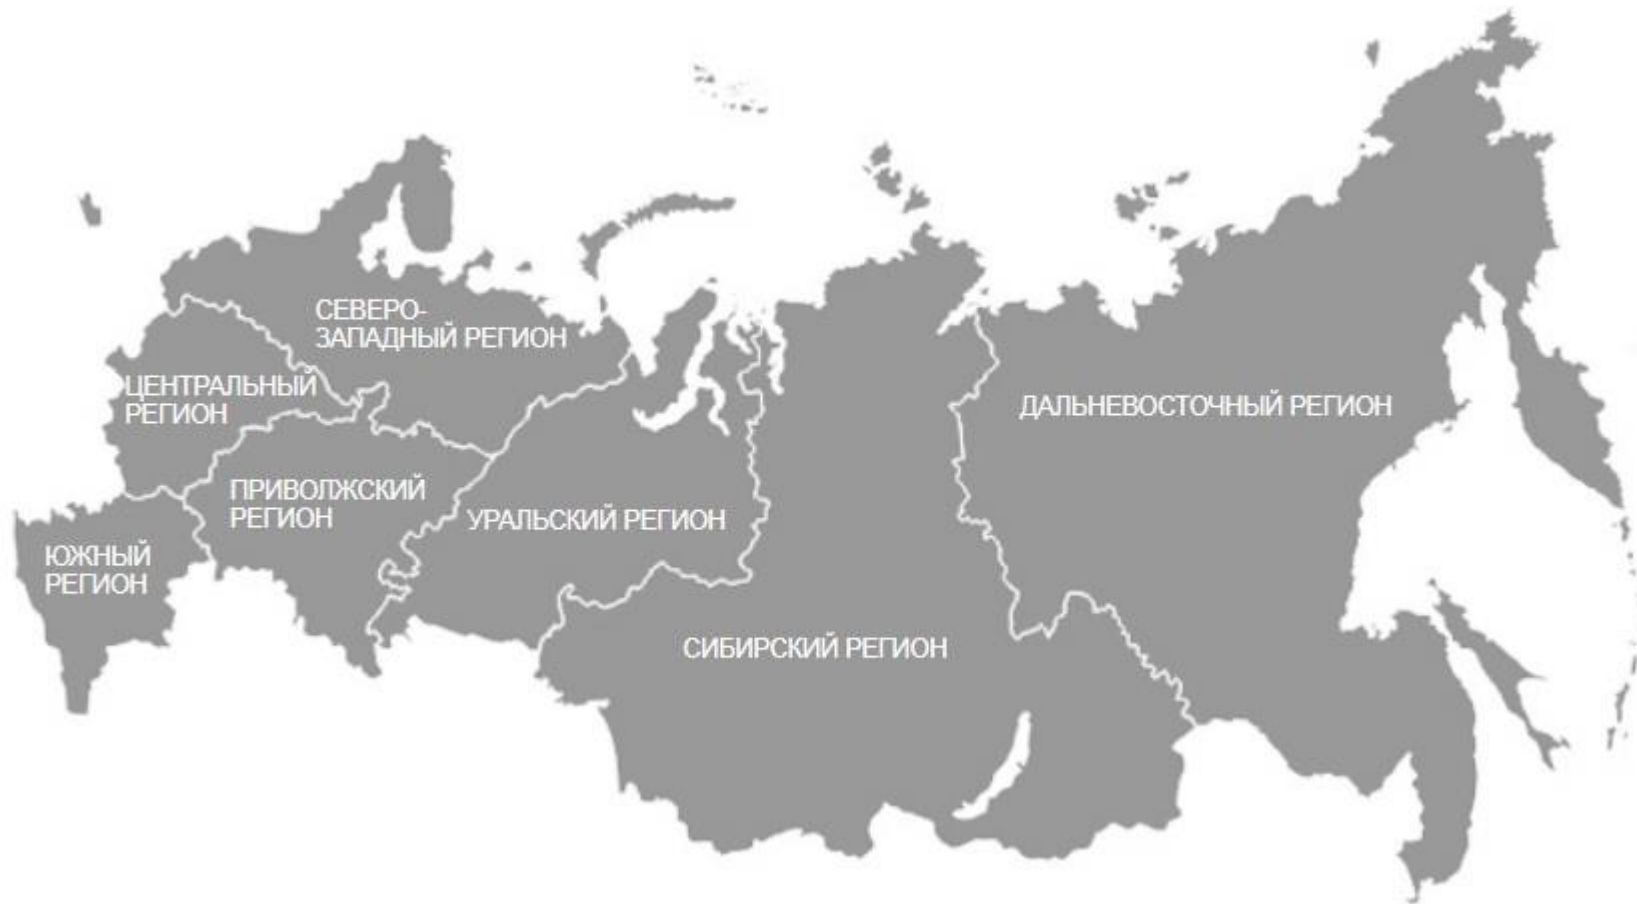 СЕВЕРО-
ЗАПАДНЫЙ РЕГИОН
ЦЕНТРАЛЬНЫЙ
РЕГИОН
ДАЛЬНЕВОСТОЧНЫЙ РЕГИОН
ПРИВОЛЖСКИЙ
РЕГИОН
УРАЛЬСКИЙ РЕГИОН
ЮЖНЫЙ
РЕГИОН
СИБИРСКИЙ РЕГИОН